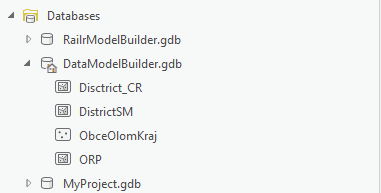 Databases
RailrModelBuilder.gdb
DataModelBuilder.gdb
Disctrict_CR
DistrictSM
ObceOlomKraj
ORP
MyProject.gdb